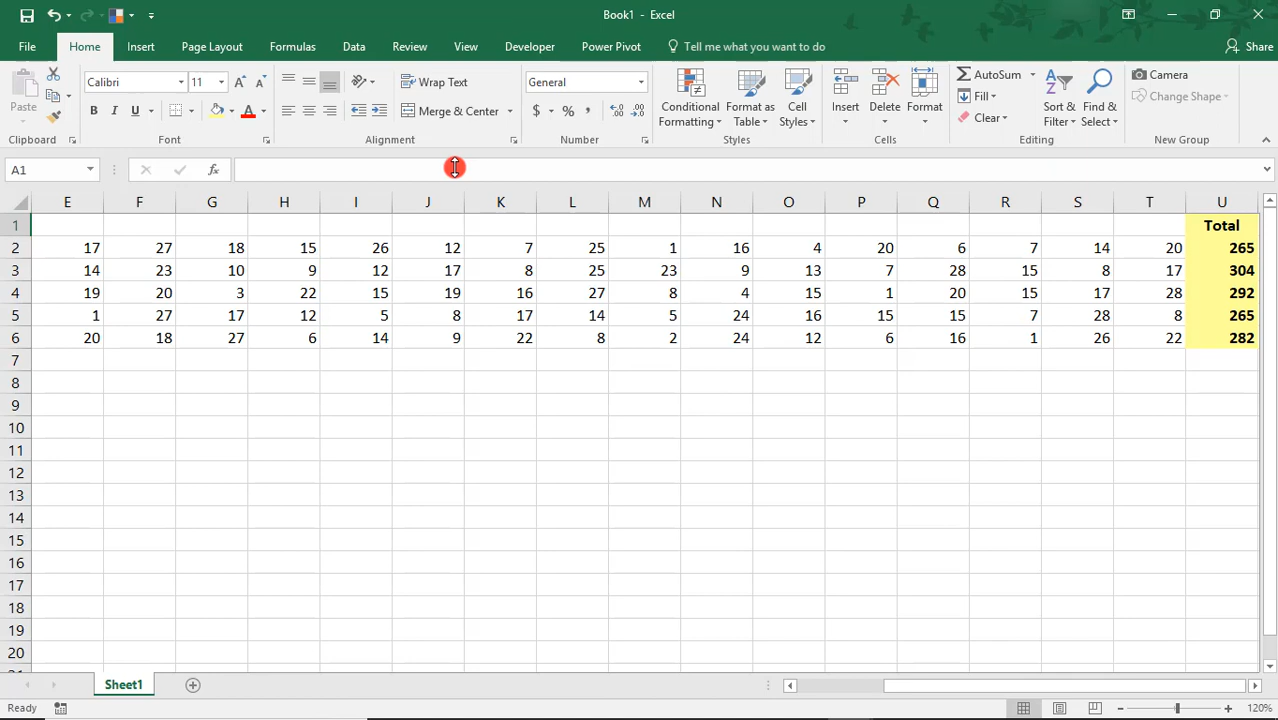 Book1 - Excel
File Home Insert Page Layout Formulas Data Review View Developer Power Pivot Tell me what you want to do Share
Paste Calibri 11 Wrap Text General AutoSum Camera
B I U Merge & Center $ % , Conditional Formatting Format as Table Cell Styles Insert Delete Format Fill Clear Sort & Filter Find & Select Change Shape
Clipboard Font Alignment Number Styles Cells Editing New Group
A1 fx
E F G H I J K L M N O P Q R S T U
1 Total
2 17 27 18 15 26 12 7 25 1 16 4 20 6 7 14 20 265
3 14 23 10 9 12 17 8 25 23 9 13 7 28 15 8 17 304
4 19 20 3 22 15 19 16 27 8 4 15 1 20 15 17 28 292
5 1 27 17 12 5 8 17 14 5 24 16 15 15 7 28 8 265
6 20 18 27 6 14 9 22 8 2 24 12 6 16 1 26 22 282
7
8
9
10
11
12
13
14
15
16
17
18
19
20
Sheet1
Ready 120%